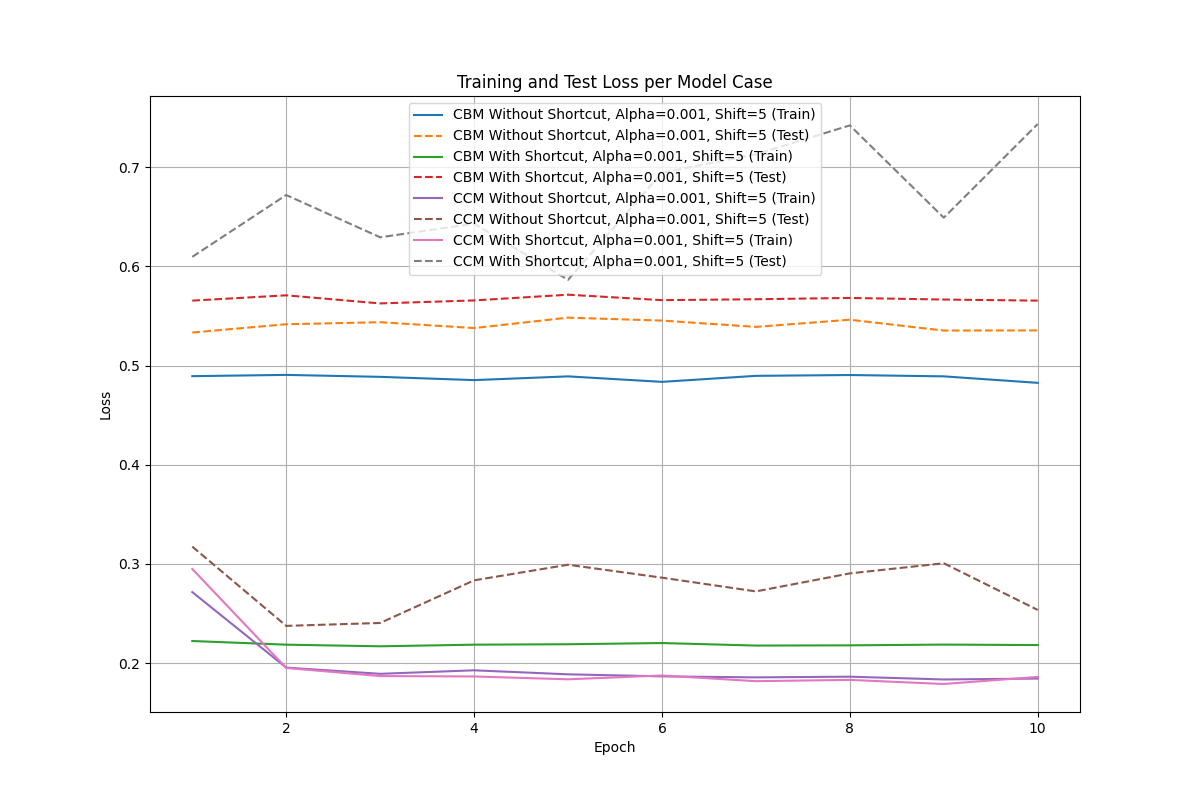 Training and Test Loss per Model Case
CBM Without Shortcut, Alpha=0.001, Shift=5 (Train)
CBM Without Shortcut, Alpha=0.001, Shift=5 (Test)
CBM With Shortcut, Alpha=0.001, Shift=5 (Train)
CBM With Shortcut, Alpha=0.001, Shift=5 (Test)
CCM Without Shortcut, Alpha=0.001, Shift=5 (Train)
CCM Without Shortcut, Alpha=0.001, Shift=5 (Test)
CCM With Shortcut, Alpha=0.001, Shift=5 (Train)
CCM With Shortcut, Alpha=0.001, Shift=5 (Test)
Loss
0.7
0.6
0.5
0.4
0.3
0.2
2 4 6 8 10
Epoch